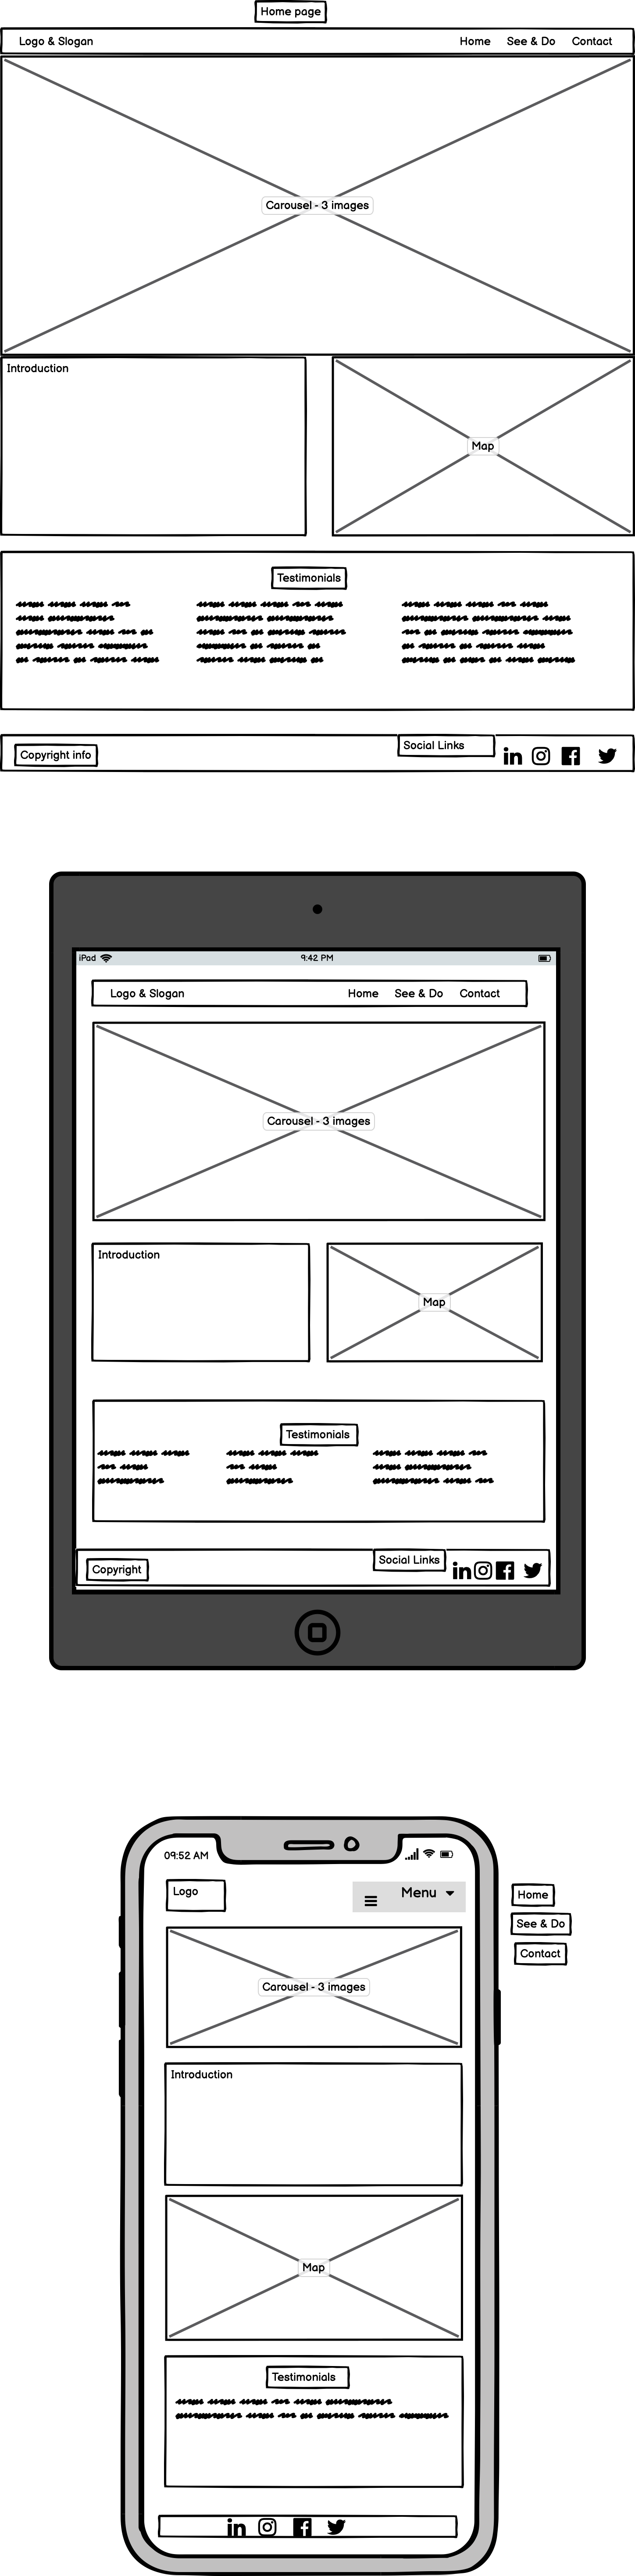 Home page
Logo & Slogan Home See & Do Contact
Carousel - 3 images
Introduction
Map
Testimonials
Social Links
Copyright info
iPad 9:42 PM
Logo & Slogan Home See & Do Contact
Carousel - 3 images
Introduction
Map
Testimonials
Social Links
Copyright
09:52 AM
Logo
Menu
Home
See & Do
Contact
Carousel - 3 images
Introduction
Map
Testimonials